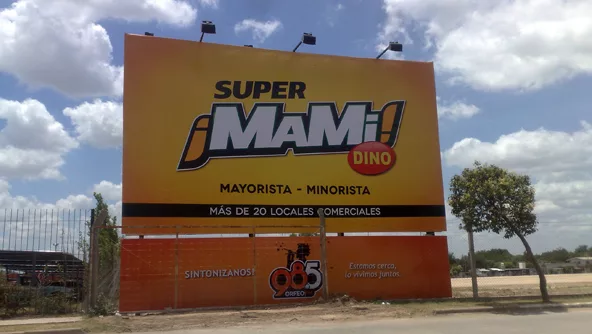 SUPER
¡MAMi!
DINO
MAYORISTA - MINORISTA
MÁS DE 20 LOCALES COMERCIALES
SINTONIZANOS!
98.5
ORFEO
Estamos cerca,
lo vivimos juntos.